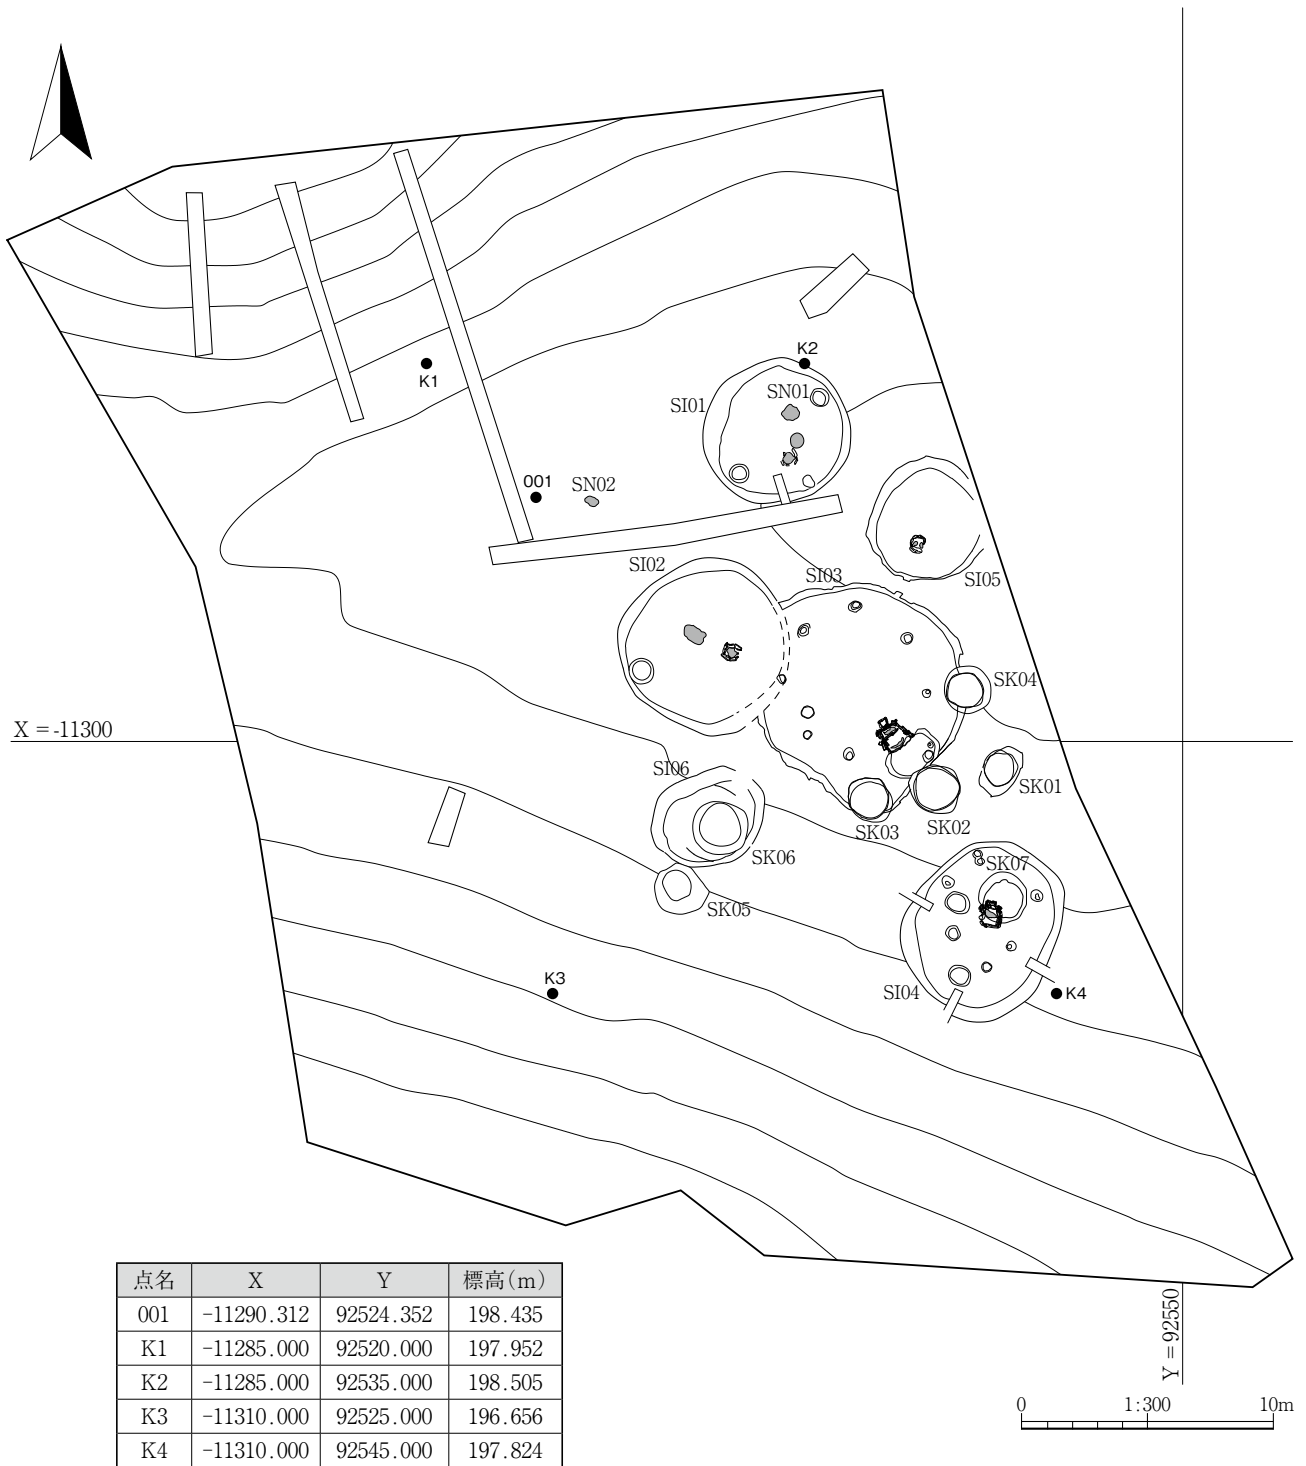 K1
K2
SN01
SI01
001
SN02
SI02
SI03
SI05
SK04
X = -11300
SI06
SK01
SK03
SK02
SK06
SK07
SK05
K3
SI04
K4
点名 X Y 標高(m)
001 -11290.312 92524.352 198.435
K1 -11285.000 92520.000 197.952
K2 -11285.000 92535.000 198.505
K3 -11310.000 92525.000 196.656
K4 -11310.000 92545.000 197.824
Y = 92550
0 1:300 10m